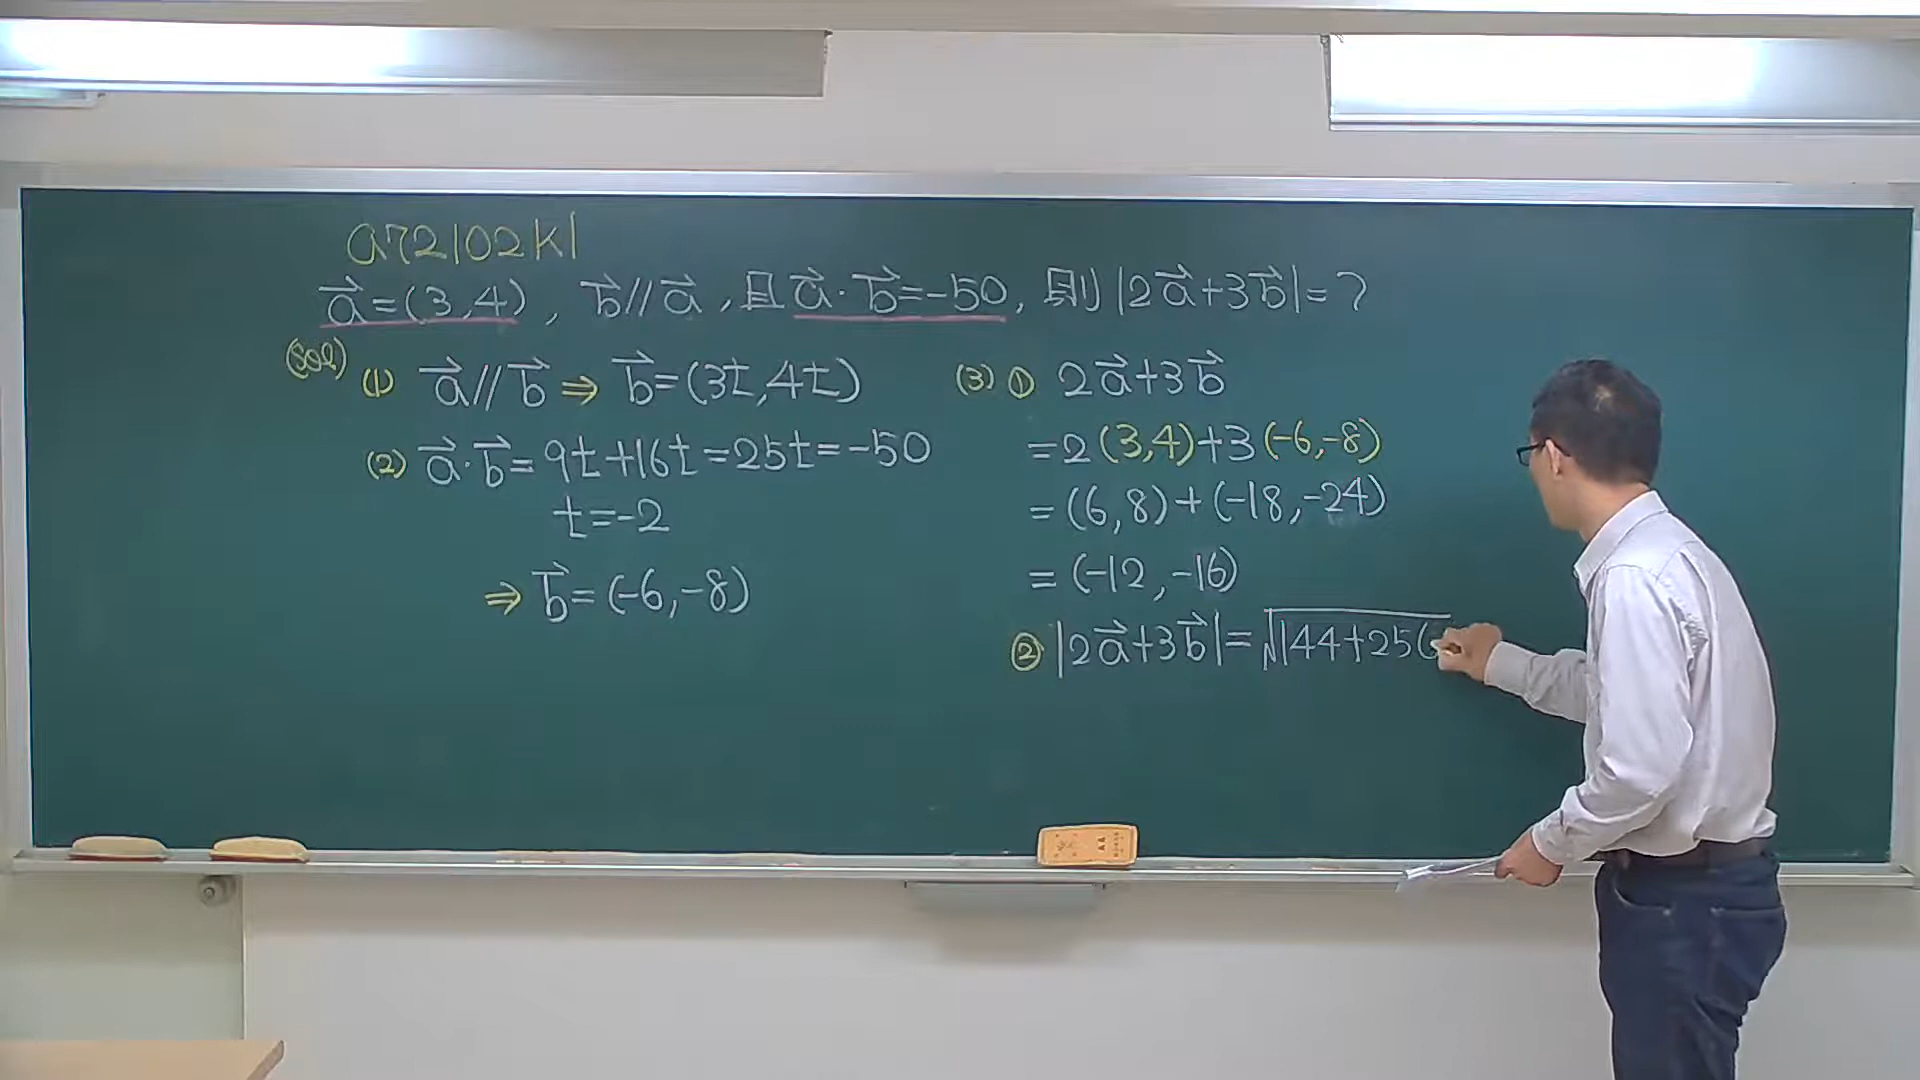 a72102k1
a⃗=(3,4), b⃗//a⃗, 且a⃗·b⃗=-50, 則|2a⃗+3b⃗|=?
(sol)
(1) a⃗//b⃗ ⇒ b⃗=(3t,4t)
(2) a⃗·b⃗=9t+16t=25t=-50
t=-2
⇒ b⃗=(-6,-8)
(3) ① 2a⃗+3b⃗
=2(3,4)+3(-6,-8)
=(6,8)+(-18,-24)
=(-12,-16)
② |2a⃗+3b⃗|=√144+256